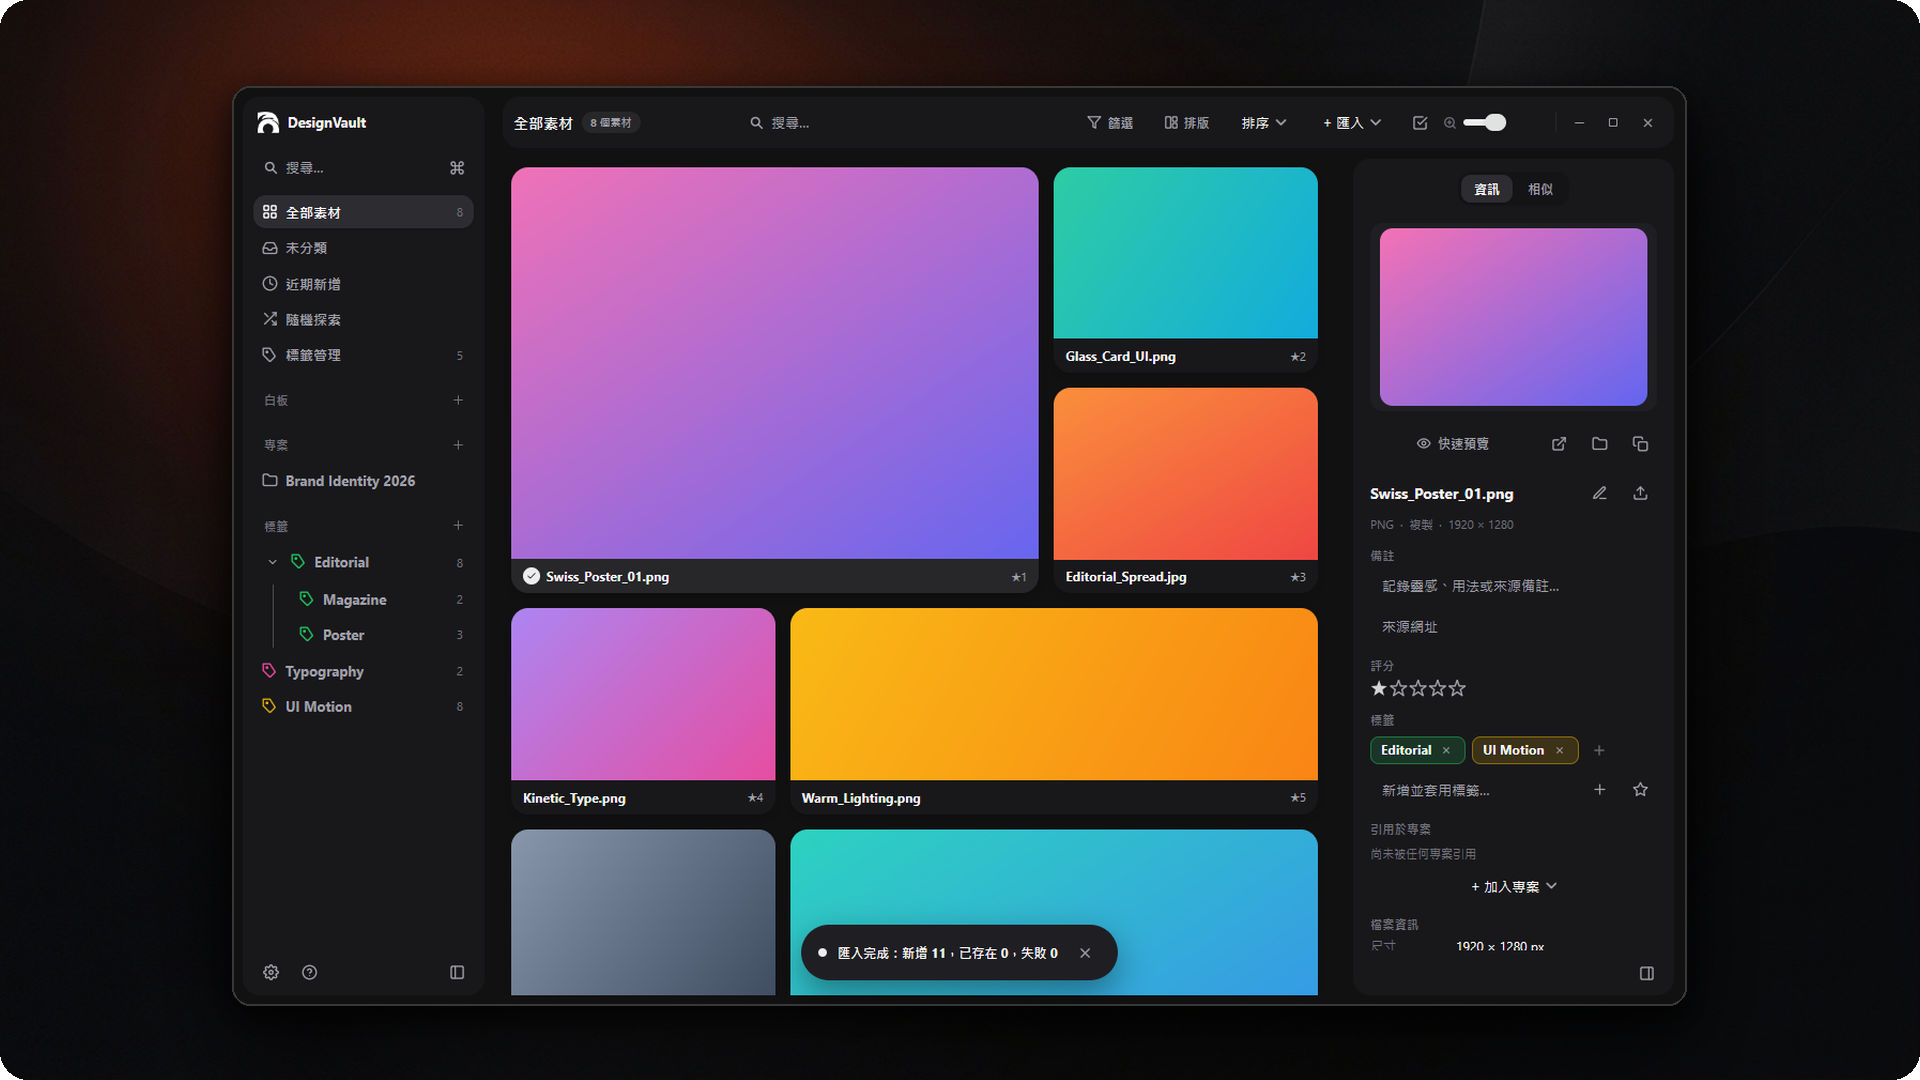 DesignVault
搜尋...
全部素材 8
未分類
近期新增
隨機探索
標籤管理 5
白板
專案
Brand Identity 2026
標籤
Editorial 8
Magazine 2
Poster 3
Typography 2
UI Motion 8
全部素材 8 個素材 搜尋... 篩選 排版 排序 + 匯入
Swiss_Poster_01.png ★1
Glass_Card_UI.png ★2
Editorial_Spread.jpg ★3
Kinetic_Type.png ★4
Warm_Lighting.png ★5
匯入完成：新增 11，已存在 0，失敗 0
資訊 相似
快速預覽
Swiss_Poster_01.png
PNG · 複製 · 1920 × 1280
備註
記錄靈感、用法或來源備註...
來源網址
評分
標籤
Editorial × UI Motion ×
新增並套用標籤...
引用於專案
尚未被任何專案引用
+ 加入專案
檔案資訊
尺寸 1920 × 1280 px